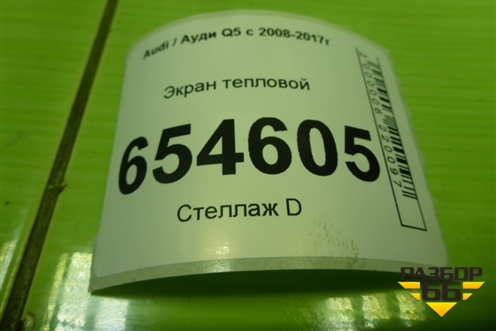 Audi / Ауди Q5 с 2008-2017г
Экран тепловой
654605
Стеллаж D
РАЗБОР
66